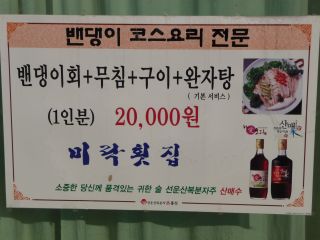 밴댕이 코스요리 전문
밴댕이회+무침+구이+완자탕
(기본 서비스)
(1인분) 20,000원
미락횟집
소중한 당신께 품격있는 귀한 술 선운산복분자주 산매수